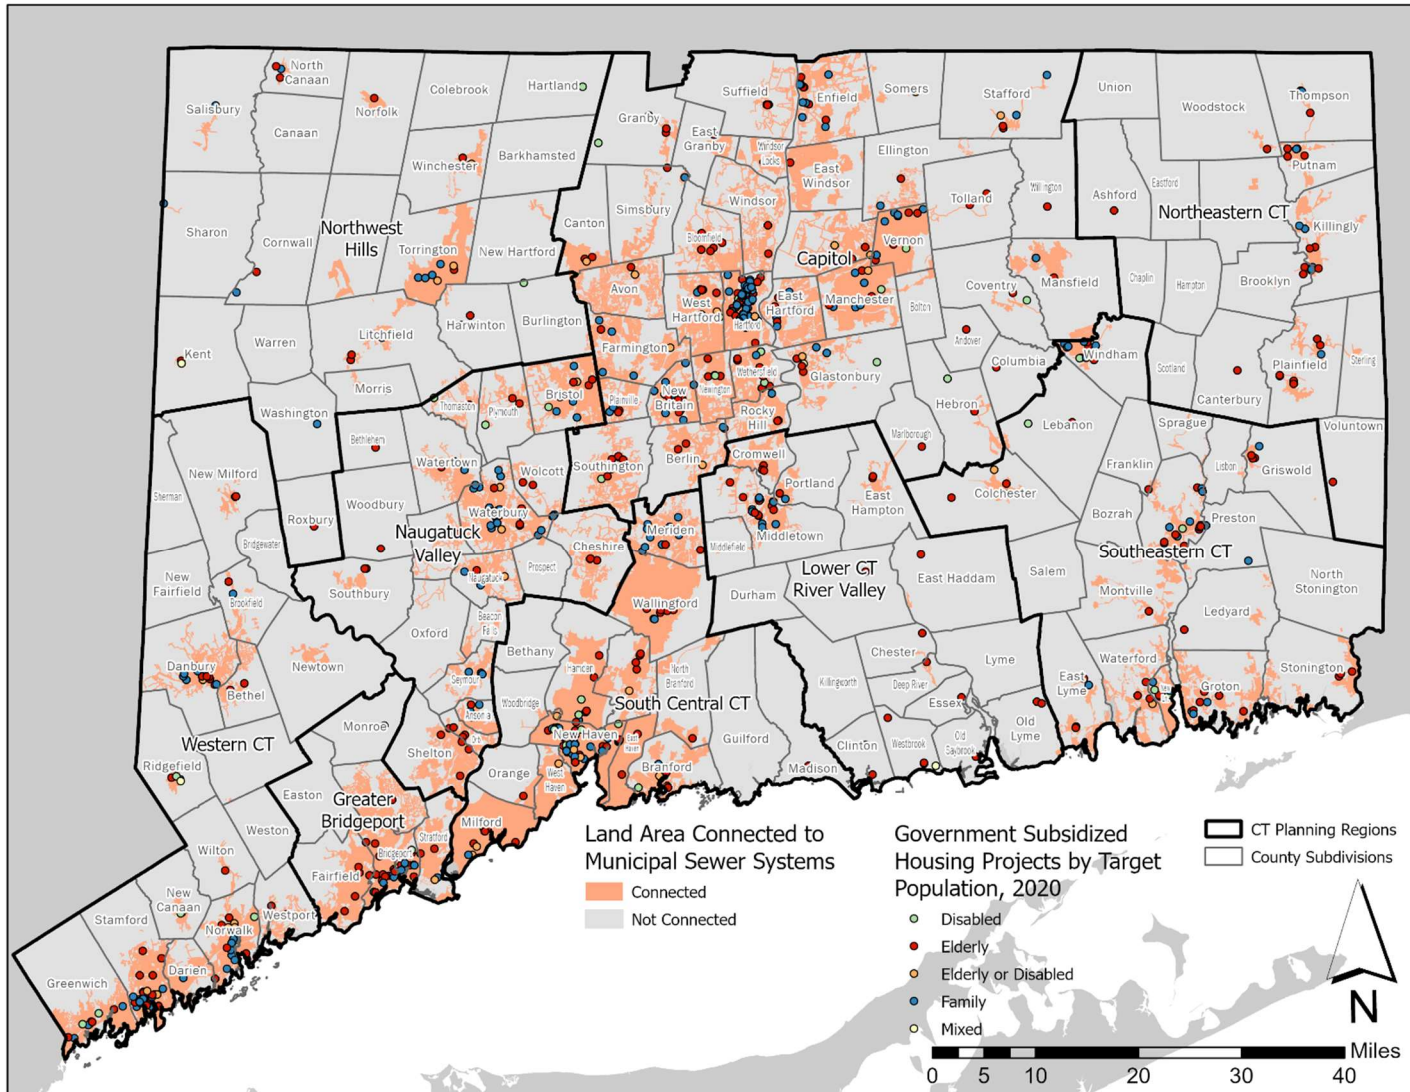 North
Canaan
Salisbury
Canaan
Norfolk
Colebrook
Hartland
Winchester
Barkhamsted
Sharon
Cornwall
Northwest
Hills
Torrington
New Hartford
Kent
Warren
Litchfield
Harwinton
Burlington
Morris
Washington
Granby
East
Granby
Suffield
Windsor
Locks
Enfield
Somers
Stafford
Union
Woodstock
Thompson
Putnam
East
Windsor
Ellington
Windsor
Simsbury
Canton
Bloomfield
Tolland
Willington
Ashford
Eastford
Northeastern CT
Killingly
Vernon
Capitol
Avon
West
Hartford
Hartford
East
Hartford
Manchester
Bolton
Coventry
Mansfield
Chaplin
Hampton
Brooklyn
Andover
Columbia
Windham
Scotland
Canterbury
Plainfield
Sterling
Farmington
Plainville
New
Britain
Newington
Wethersfield
Glastonbury
Rocky
Hill
Hebron
Marlborough
Lebanon
Sprague
Voluntown
Bristol
Plymouth
Thomaston
Bethlehem
Watertown
Wolcott
Southington
Berlin
Cromwell
Portland
East
Hampton
Colchester
Franklin
Lisbon
Griswold
Bozrah
Preston
Southeastern CT
New Milford
Sherman
Roxbury
Woodbury
Bridgewater
Waterbury
Naugatuck
Valley
Cheshire
Prospect
Naugatuck
Meriden
Middlefield
Middletown
Lower CT
River Valley
East Haddam
Salem
Montville
Ledyard
North
Stonington
New
Fairfield
Brookfield
Southbury
Oxford
Beacon
Falls
Bethany
Wallingford
Durham
Danbury
Bethel
Newtown
Seymour
Woodbridge
Hamden
North
Branford
Chester
Lyme
Killingworth
Deep River
Essex
Waterford
East
Lyme
Groton
Stonington
Monroe
Ansonia
Shelton
South Central CT
New Haven
East
Haven
Guilford
Old
Lyme
Western CT
Ridgefield
Orange
West
Haven
Branford
Madison
Clinton
Westbrook
Old
Saybrook
Easton
Greater
Bridgeport
Stratford
Milford
Weston
Wilton
Bridgeport
Fairfield
New
Canaan
Westport
Norwalk
Stamford
Darien
Greenwich
Land Area Connected to
Municipal Sewer Systems
Connected
Not Connected
Government Subsidized
Housing Projects by Target
Population, 2020
Disabled
Elderly
Elderly or Disabled
Family
Mixed
CT Planning Regions
County Subdivisions
N
Miles
0 5 10 20 30 40